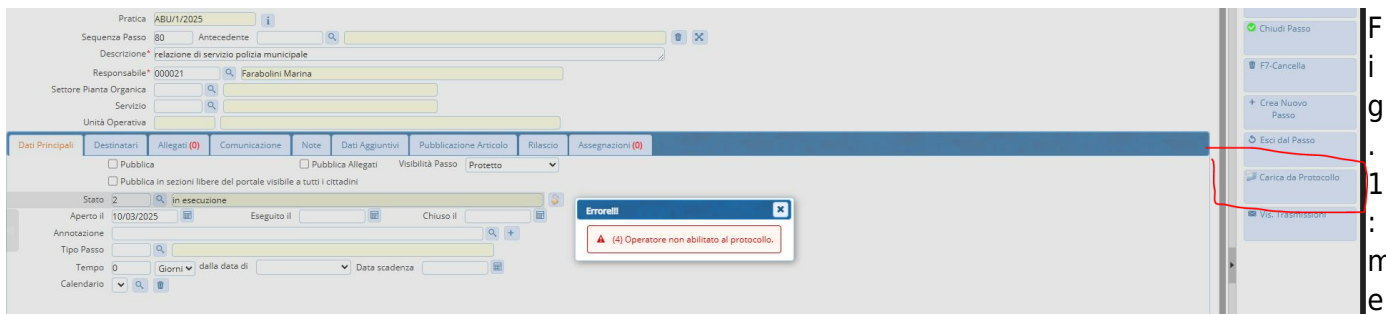 Pratica ABU/1/2025 i
Sequenza Passo 80 Antecedente
Descrizione* relazione di servizio polizia municipale
Responsabile* 000021 Farabolini Marina
Settore Pianta Organica
Servizio
Unità Operativa
Dati Principali Destinatari Allegati (0) Comunicazione Note Dati Aggiuntivi Pubblicazione Articolo Rilascio Assegnazioni (0)
Pubblica Pubblica Allegati Visibilità Passo Protetto
Pubblica in sezioni libere del portale visibile a tutti i cittadini
Stato 2 in esecuzione
Aperto il 10/03/2025 Eseguito il Chiuso il
Annotazione
Tipo Passo
Tempo 0 Giorni dalla data di Data scadenza
Calendario
Errore!!!
(4) Operatore non abilitato al protocollo.
Chiudi Passo
F7-Cancella
+ Crea Nuovo
Passo
Esci dal Passo
Carica da Protocollo
Vis. Trasmissioni
F
i
g
.
1
:
m
e